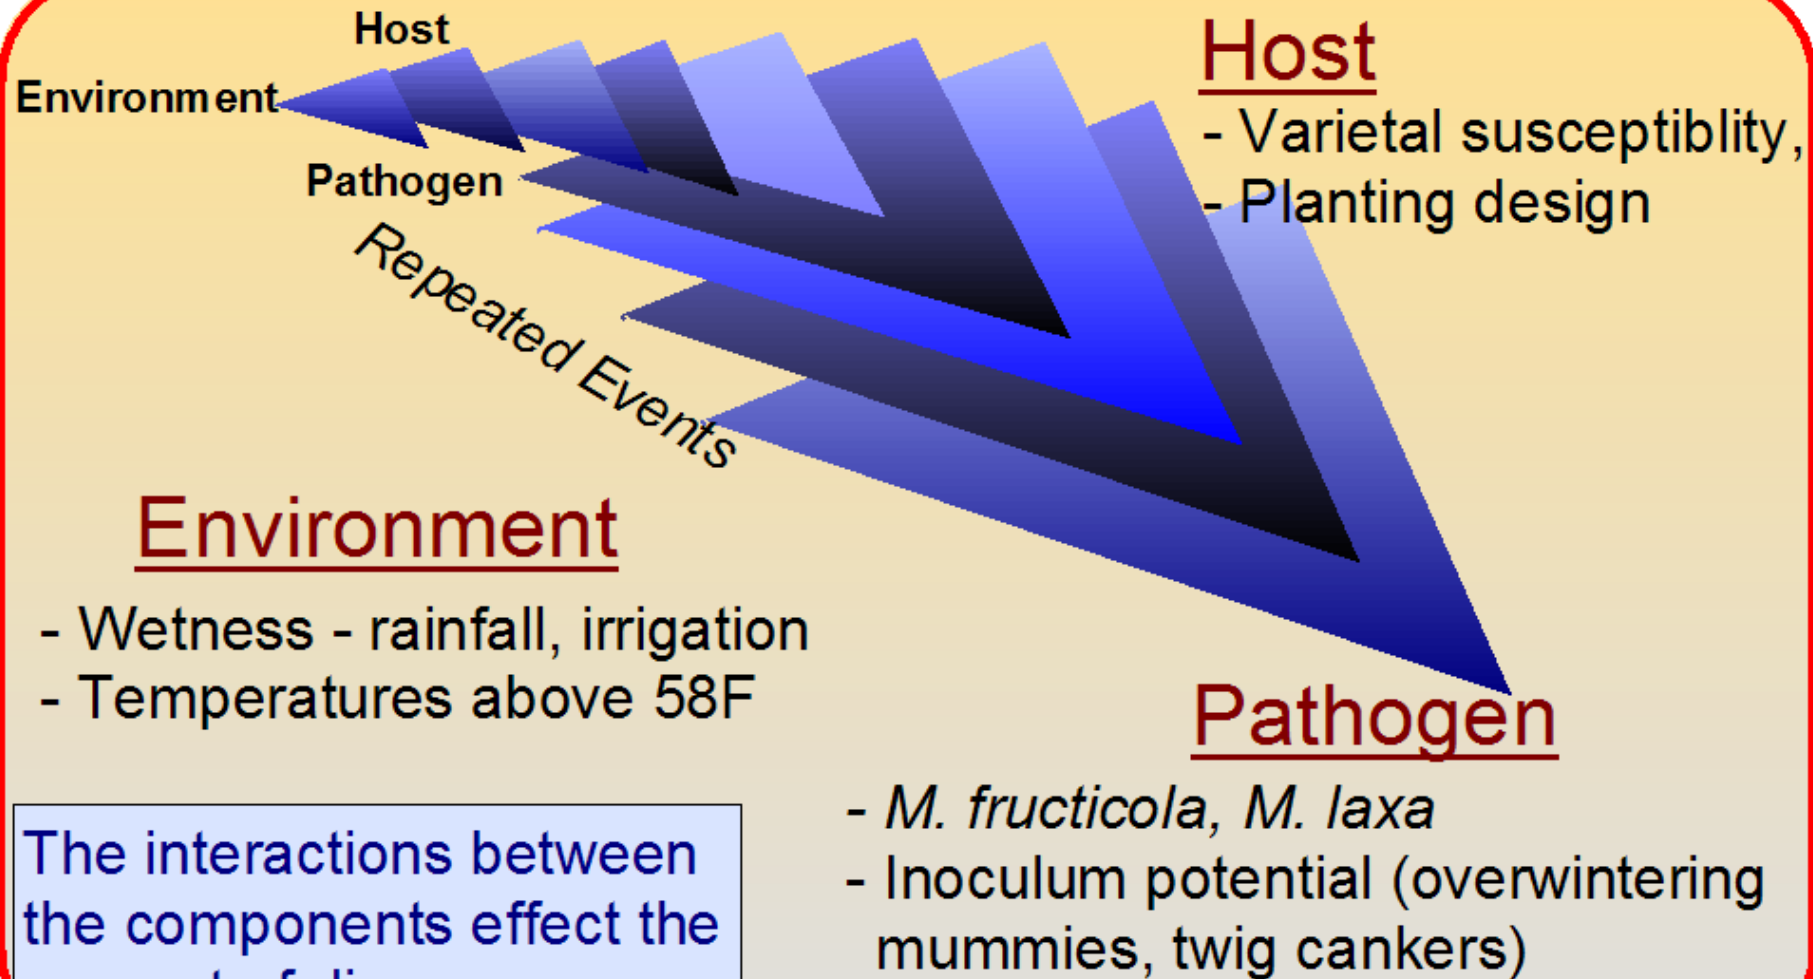 Host
Environment
Pathogen
Repeated Events
Host
- Varietal susceptiblity,
- Planting design
Environment
- Wetness - rainfall, irrigation
- Temperatures above 58F
Pathogen
- M. fructicola, M. laxa
- Inoculum potential (overwintering
mummies, twig cankers)
The interactions between
the components effect the